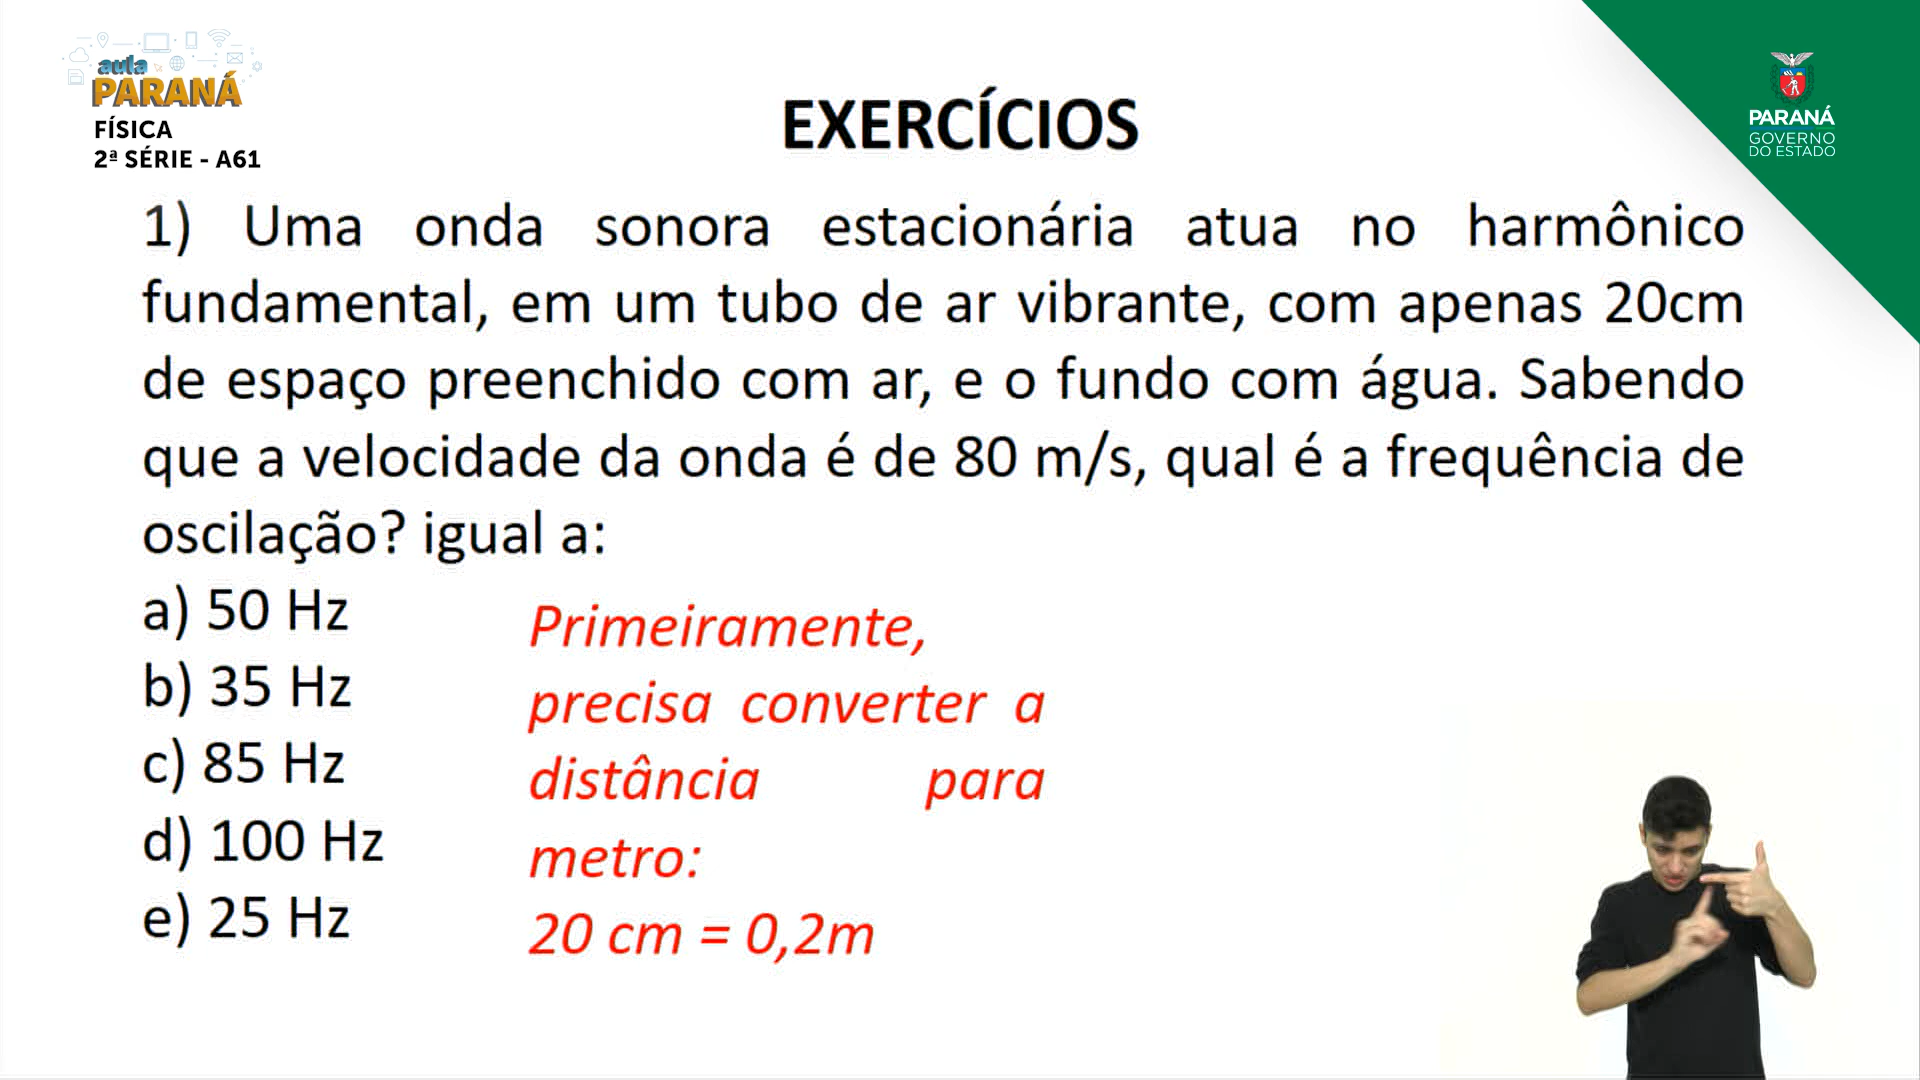 aula
PARANÁ
FÍSICA
2ª SÉRIE - A61
EXERCÍCIOS
PARANÁ
GOVERNO
DO ESTADO
1) Uma onda sonora estacionária atua no harmônico
fundamental, em um tubo de ar vibrante, com apenas 20cm
de espaço preenchido com ar, e o fundo com água. Sabendo
que a velocidade da onda é de 80 m/s, qual é a frequência de
oscilação? igual a:
a) 50 Hz
b) 35 Hz
c) 85 Hz
d) 100 Hz
e) 25 Hz
Primeiramente,
precisa converter a
distância para
metro:
20 cm = 0,2m